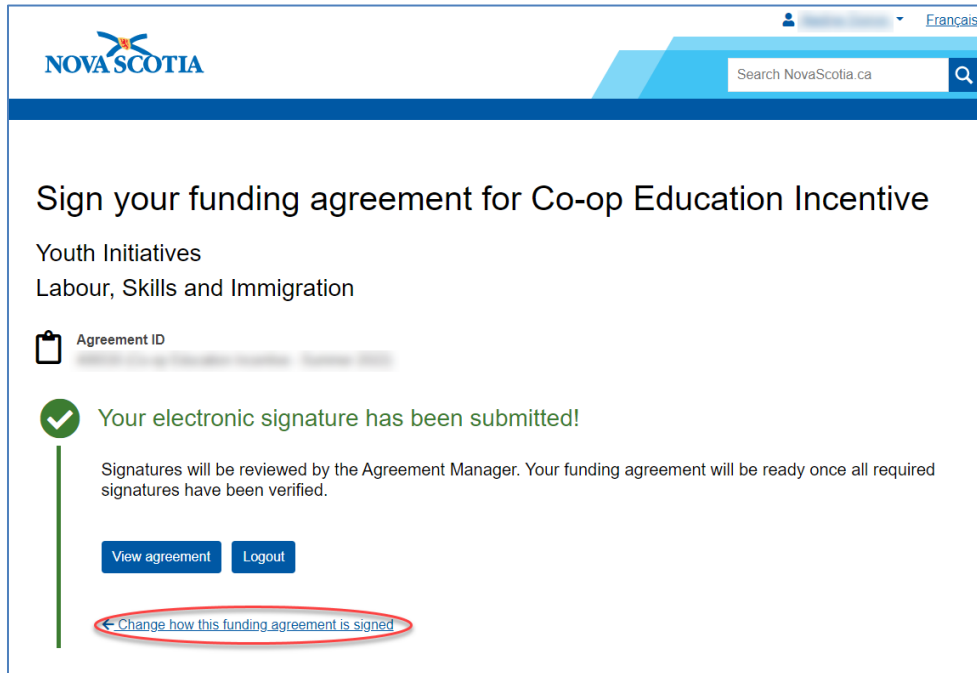 Français
NOVA SCOTIA
Search NovaScotia.ca
Sign your funding agreement for Co-op Education Incentive
Youth Initiatives
Labour, Skills and Immigration
Agreement ID
Your electronic signature has been submitted!
Signatures will be reviewed by the Agreement Manager. Your funding agreement will be ready once all required
signatures have been verified.
View agreement Logout
Change how this funding agreement is signed